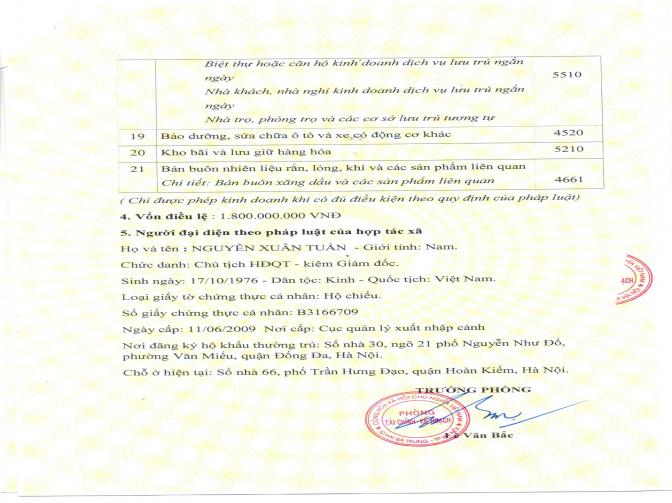 Biệt thự hoặc căn hộ kinh doanh dịch vụ lưu trú ngắn
ngày
5510
Nhà khách, nhà nghỉ kinh doanh dịch vụ lưu trú ngắn
ngày
Nhà trọ, phòng trọ và các cơ sở lưu trú tương tự
19 Bảo dưỡng, sửa chữa ô tô và xe có động cơ khác 4520
20 Kho bãi và lưu giữ hàng hóa 5210
21 Bán buôn nhiên liệu rắn, lỏng, khí và các sản phẩm liên quan
Chi tiết: Bán buôn xăng dầu và các sản phẩm liên quan 4661
( Chỉ được phép kinh doanh khi có đủ điều kiện theo quy định của pháp luật)
4. Vốn điều lệ : 1.800.000.000 VNĐ
5. Người đại diện theo pháp luật của hợp tác xã
Họ và tên : NGUYỄN XUÂN TUẤN - Giới tính: Nam.
Chức danh: Chủ tịch HĐQT - kiêm Giám đốc.
Sinh ngày: 17/10/1976 - Dân tộc: Kinh - Quốc tịch: Việt Nam.
Loại giấy tờ chứng thực cá nhân: Hộ chiếu.
Số giấy chứng thực cá nhân: B3166709
Ngày cấp: 11/06/2009 Nơi cấp: Cục quản lý xuất nhập cảnh
Nơi đăng ký hộ khẩu thường trú: Số nhà 30, ngõ 21 phố Nguyễn Như Đổ,
phường Văn Miếu, quận Đống Đa, Hà Nội.
Chỗ ở hiện tại: Số nhà 66, phố Trần Hưng Đạo, quận Hoàn Kiếm, Hà Nội.
TRƯỞNG PHÒNG
PHÒNG
TÀI CHÍNH - KẾ HOẠCH
Lê Văn Bắc